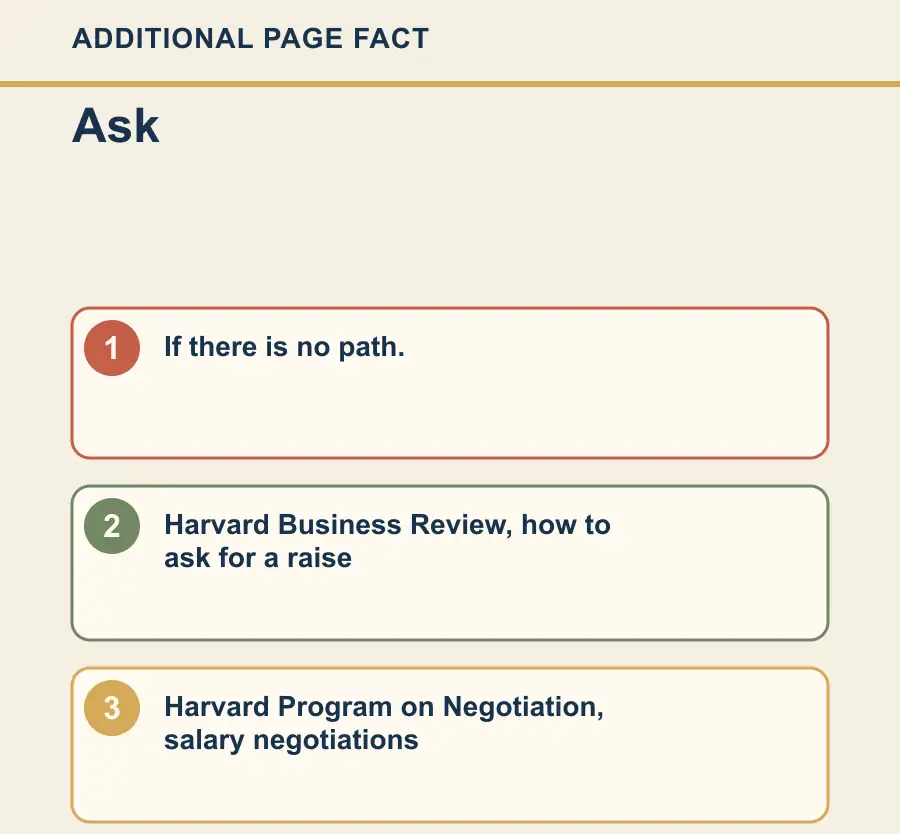 ADDITIONAL PAGE FACT
Ask
1
If there is no path.
2
Harvard Business Review, how to
ask for a raise
3
Harvard Program on Negotiation,
salary negotiations